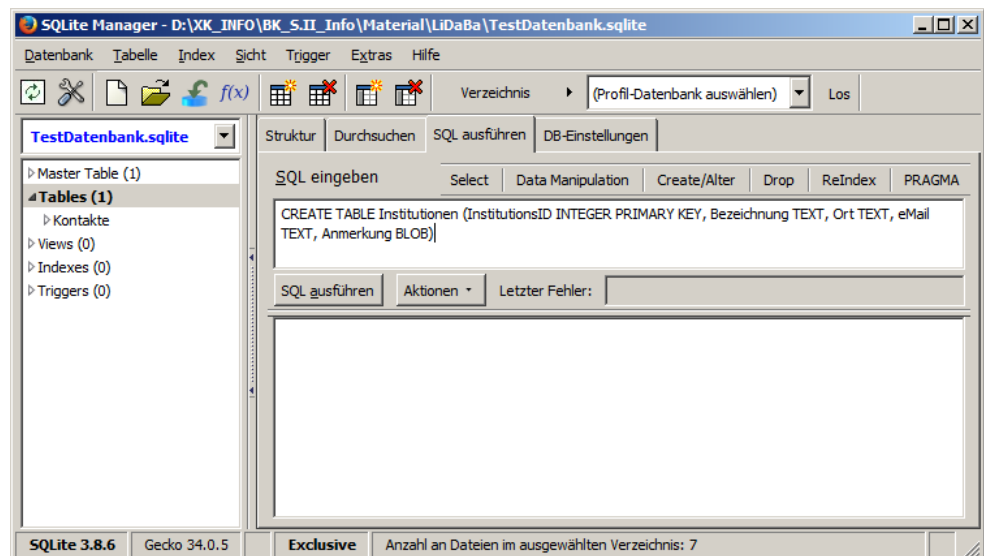 SQLite Manager - D:\XK_INFO\BK_S.II_Info\Material\LiDaBa\TestDatenbank.sqlite
Datenbank Tabelle Index Sicht Trigger Extras Hilfe
f(x) Verzeichnis (Profil-Datenbank auswählen) Los
TestDatenbank.sqlite
Master Table (1)
Tables (1)
Kontakte
Views (0)
Indexes (0)
Triggers (0)
Struktur Durchsuchen SQL ausführen DB-Einstellungen
SQL eingeben Select Data Manipulation Create/Alter Drop ReIndex PRAGMA
CREATE TABLE Institutionen (InstitutionsID INTEGER PRIMARY KEY, Bezeichnung TEXT, Ort TEXT, eMail
TEXT, Anmerkung BLOB)
SQL ausführen Aktionen Letzter Fehler:
SQLite 3.8.6 Gecko 34.0.5 Exclusive Anzahl an Dateien im ausgewählten Verzeichnis: 7